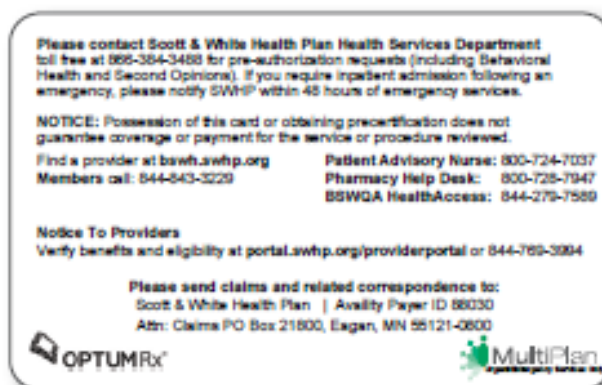 Please contact Scott & White Health Plan Health Services Department
toll free at 866-384-3488 for pre-authorization requests (including Behavioral
Health and Second Opinions). If you require inpatient admission following an
emergency, please notify SWHP within 48 hours of emergency services.
NOTICE: Possession of this card or obtaining precertification does not
guarantee coverage or payment for the service or procedure reviewed.
Find a provider at bswh.swhp.org
Members call: 844-843-3229
Patient Advisory Nurse: 800-724-7037
Pharmacy Help Desk: 800-728-7947
BSWQA HealthAccess: 844-279-7589
Notice To Providers
Verify benefits and eligibility at portal.swhp.org/providerportal or 844-769-3994
Please send claims and related correspondence to:
Scott & White Health Plan | Availity Payer ID 88030
Attn: Claims PO Box 21800, Eagan, MN 55121-0800
OPTUMRx®
MultiPlan